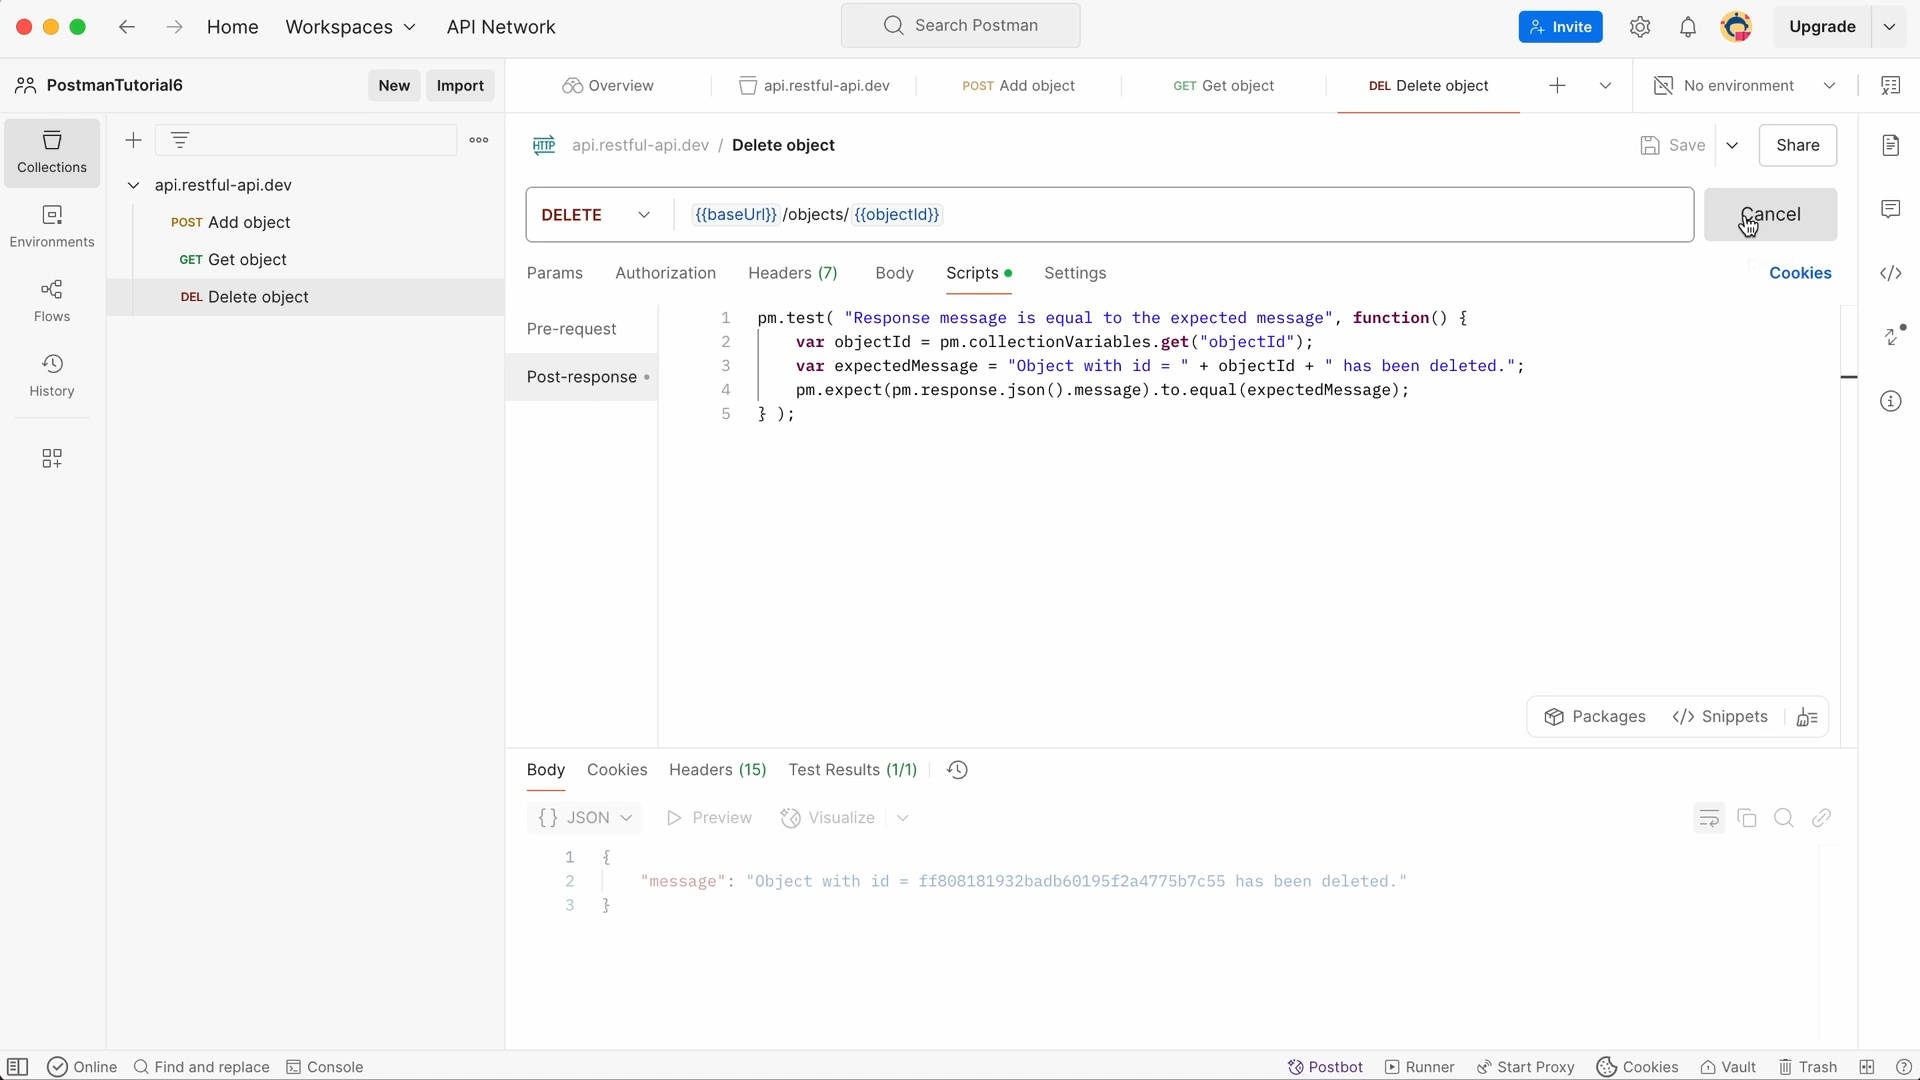 Home Workspaces API Network Search Postman Invite Upgrade
PostmanTutorial6 New Import Overview api.restful-api.dev POST Add object GET Get object DEL Delete object No environment
Collections
Environments
Flows
History
api.restful-api.dev
POST Add object
GET Get object
DEL Delete object
HTTP api.restful-api.dev / Delete object Save Share
DELETE {{baseUrl}}/objects/{{objectId}} Cancel
Params Authorization Headers (7) Body Scripts Settings Cookies
Pre-request
Post-response
1 pm.test( "Response message is equal to the expected message", function() {
2 var objectId = pm.collectionVariables.get("objectId");
3 var expectedMessage = "Object with id = " + objectId + " has been deleted.";
4 pm.expect(pm.response.json().message).to.equal(expectedMessage);
5 } );
Packages </> Snippets
Body Cookies Headers (15) Test Results (1/1)
{} JSON Preview Visualize
1 {
2 "message": "Object with id = ff808181932badb60195f2a4775b7c55 has been deleted."
3 }
Online Find and replace Console Postbot Runner Start Proxy Cookies Vault Trash